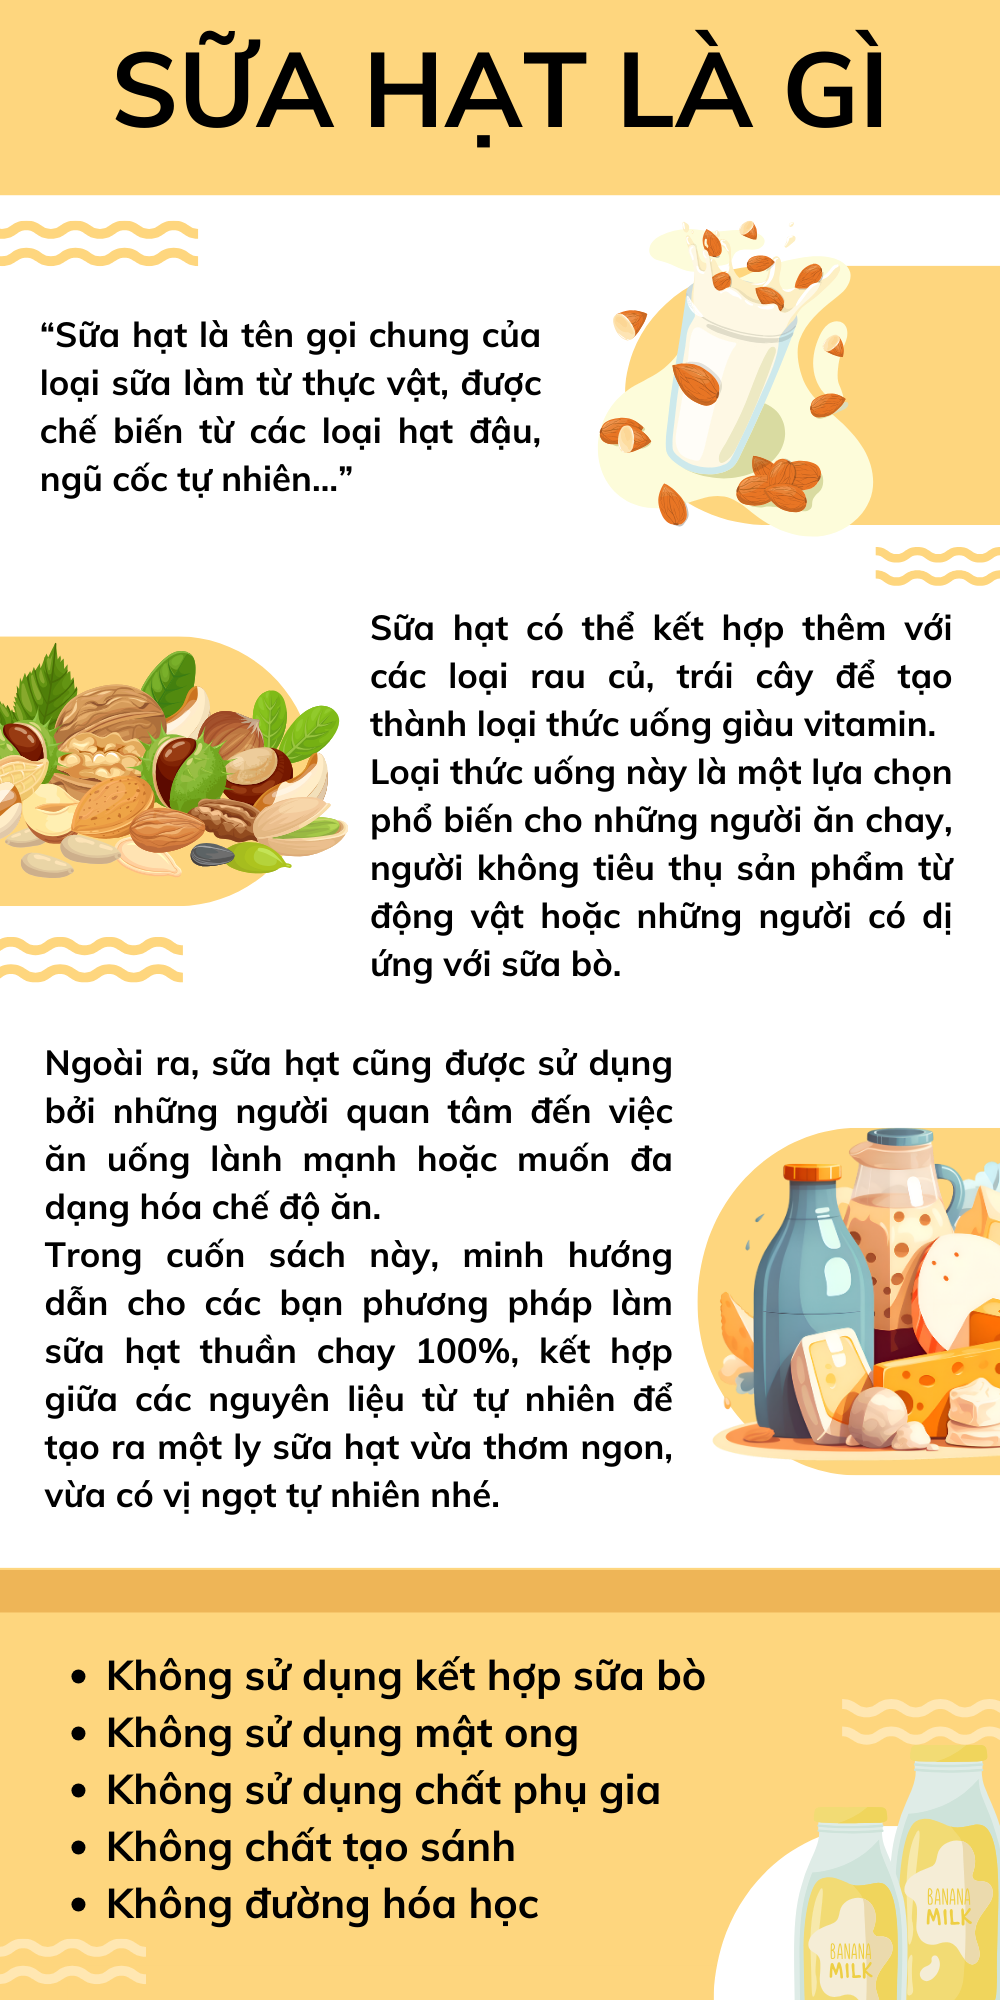 SỮA HẠT LÀ GÌ
“Sữa hạt là tên gọi chung của
loại sữa làm từ thực vật, được
chế biến từ các loại hạt đậu,
ngũ cốc tự nhiên...”
Sữa hạt có thể kết hợp thêm với
các loại rau củ, trái cây để tạo
thành loại thức uống giàu vitamin.
Loại thức uống này là một lựa chọn
phổ biến cho những người ăn chay,
người không tiêu thụ sản phẩm từ
động vật hoặc những người có dị
ứng với sữa bò.
Ngoài ra, sữa hạt cũng được sử dụng
bởi những người quan tâm đến việc
ăn uống lành mạnh hoặc muốn đa
dạng hóa chế độ ăn.
Trong cuốn sách này, minh hướng
dẫn cho các bạn phương pháp làm
sữa hạt thuần chay 100%, kết hợp
giữa các nguyên liệu từ tự nhiên để
tạo ra một ly sữa hạt vừa thơm ngon,
vừa có vị ngọt tự nhiên nhé.
• Không sử dụng kết hợp sữa bò
• Không sử dụng mật ong
• Không sử dụng chất phụ gia
• Không chất tạo sánh
• Không đường hóa học
BANANA
MILK
BANANA
MILK